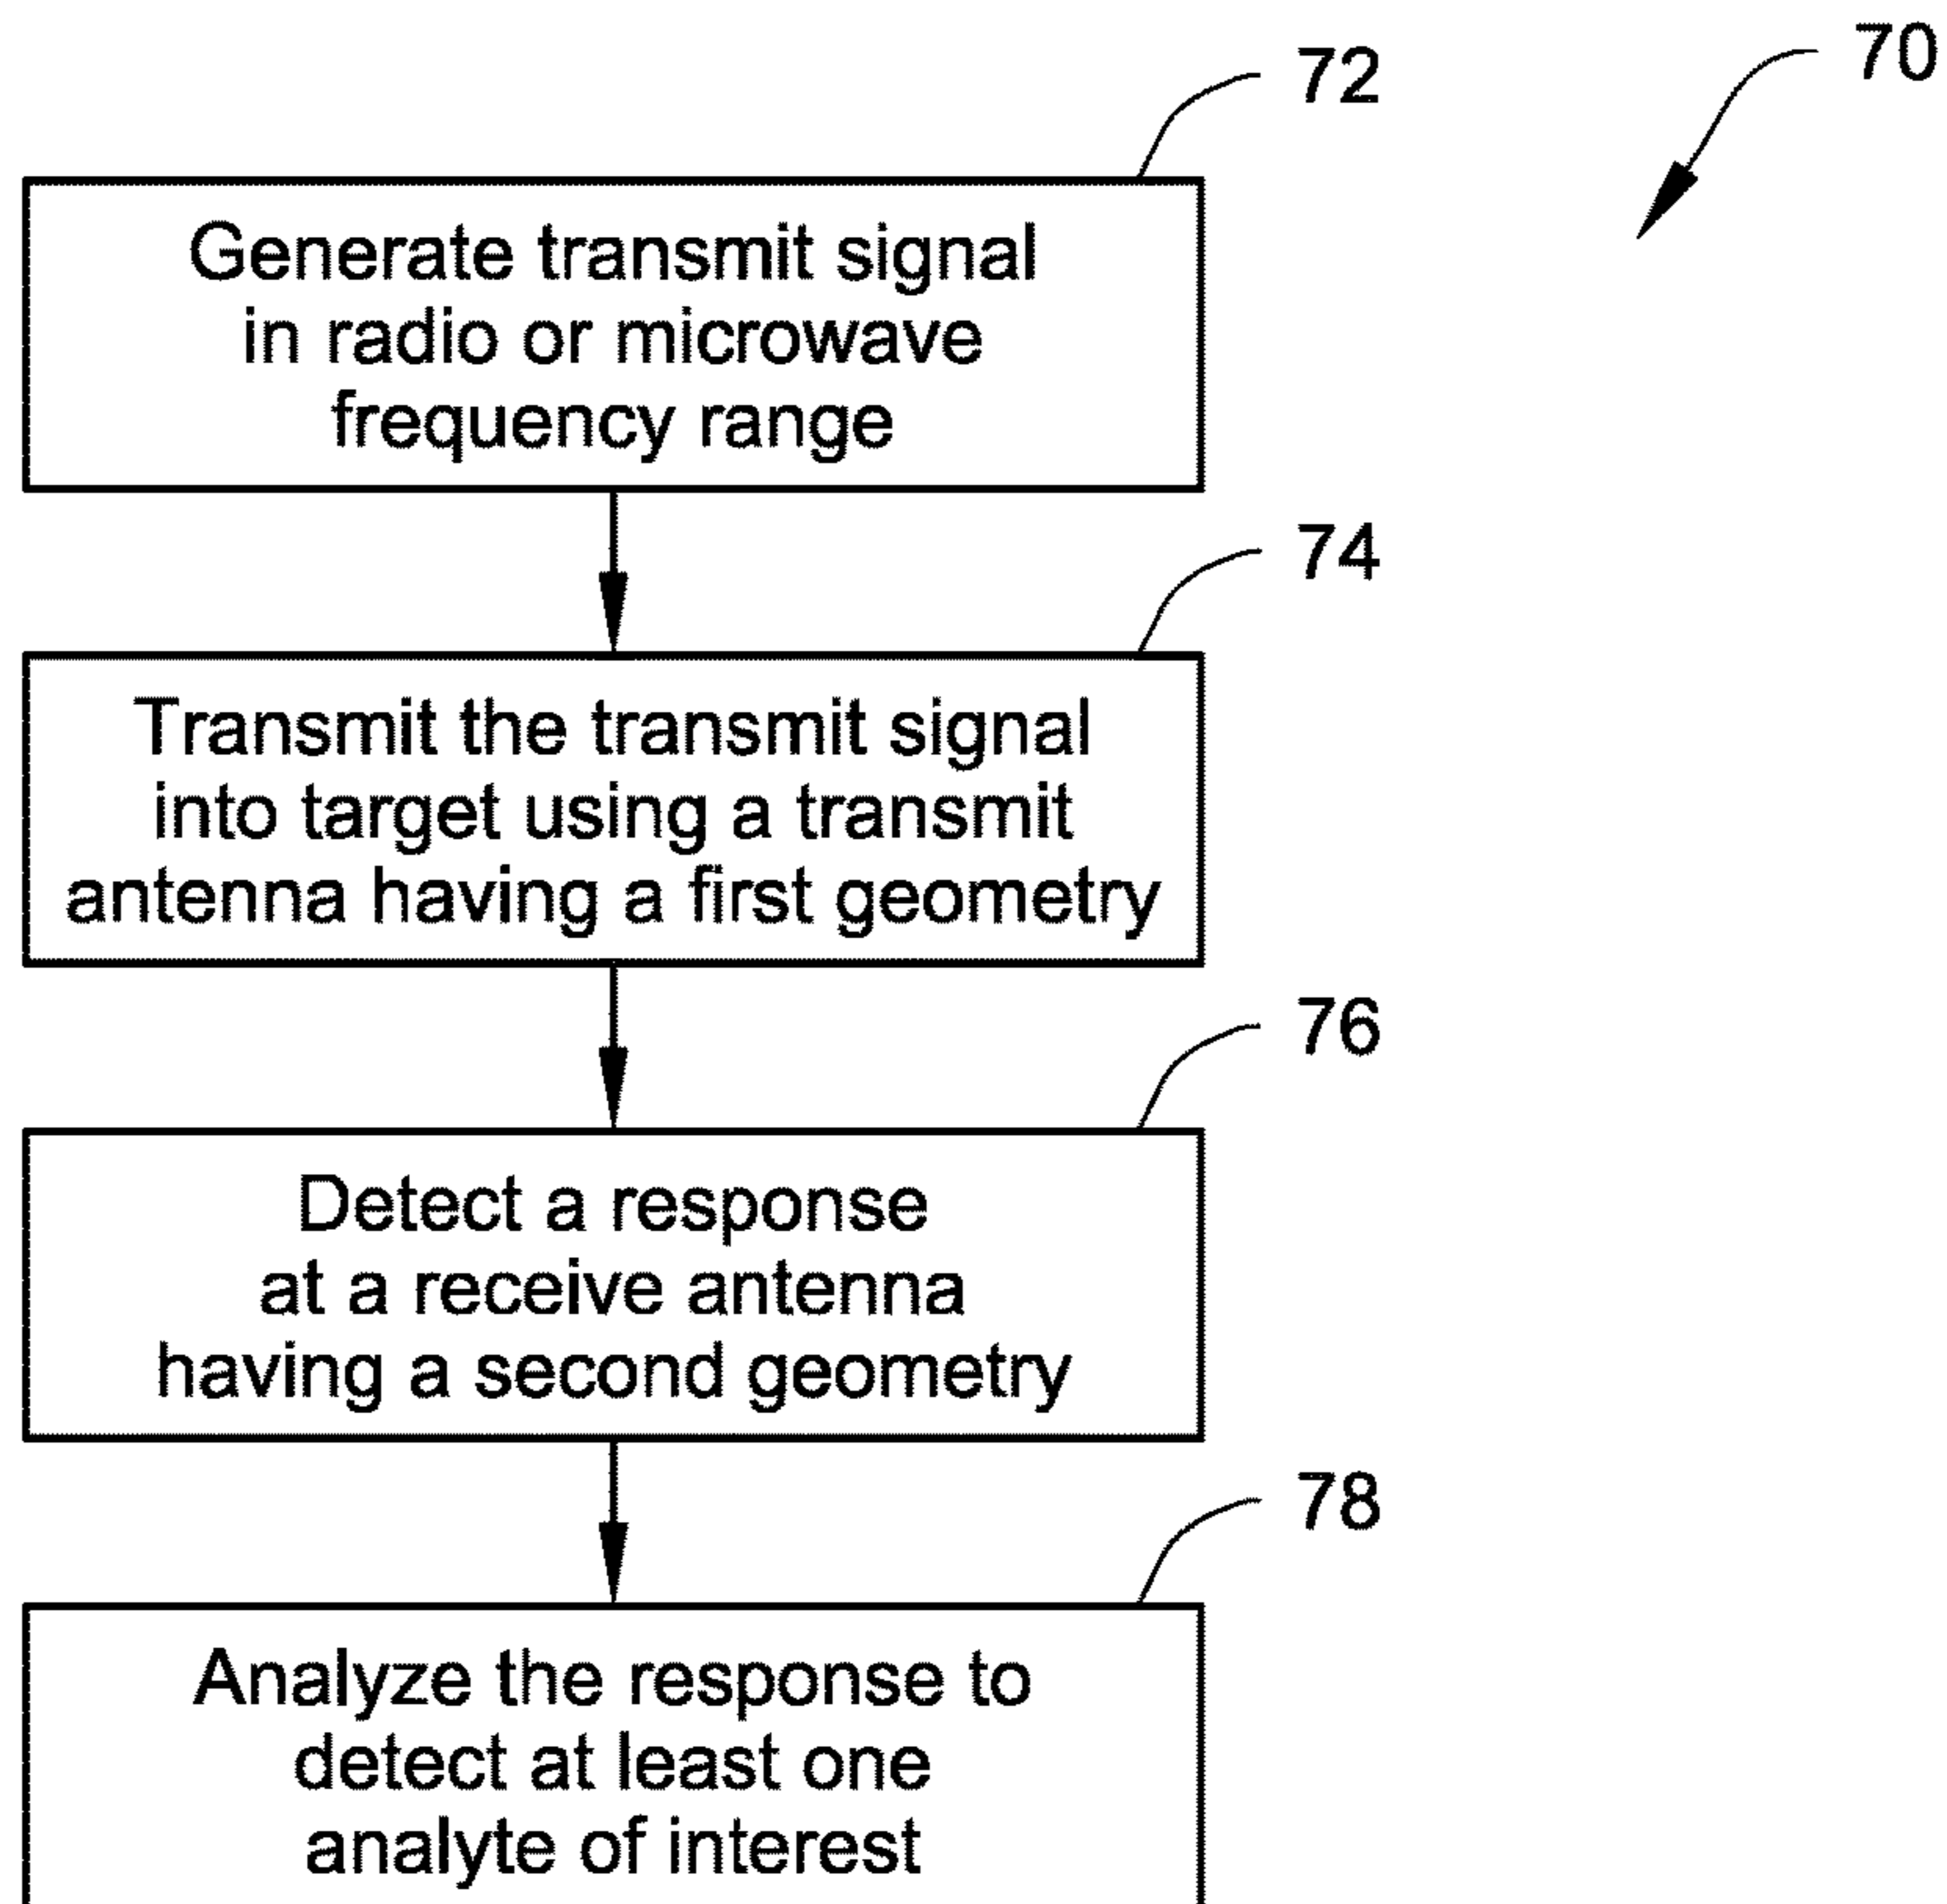 70
72
Generate transmit signal
in radio or microwave
frequency range
74
Transmit the transmit signal
into target using a transmit
antenna having a first geometry
76
Detect a response
at a receive antenna
having a second geometry
78
Analyze the response to
detect at least one
analyte of interest